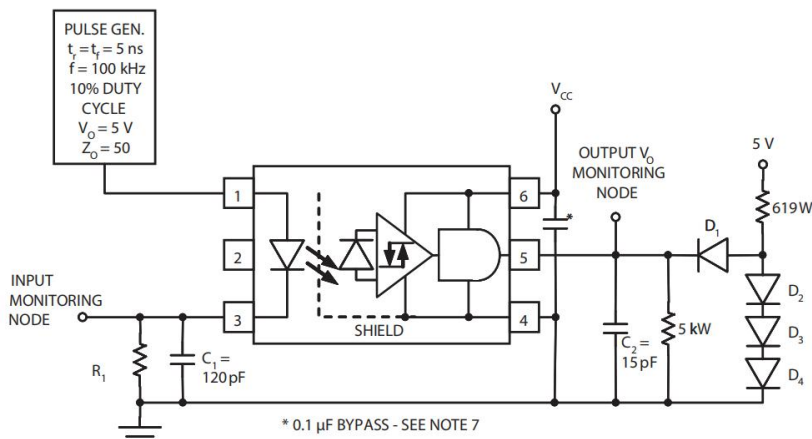 PULSE GEN.
tr = tf = 5 ns
f = 100 kHz
10% DUTY
CYCLE
VO = 5 V
ZO = 50
VCC
OUTPUT VO
MONITORING
NODE
5 V
619W
D1
1
6
*
2
5
D2
INPUT
MONITORING
NODE
3
4
SHIELD
D3
R1
C1 =
120 pF
C2 =
15 pF
5 kW
D4
* 0.1 µF BYPASS - SEE NOTE 7